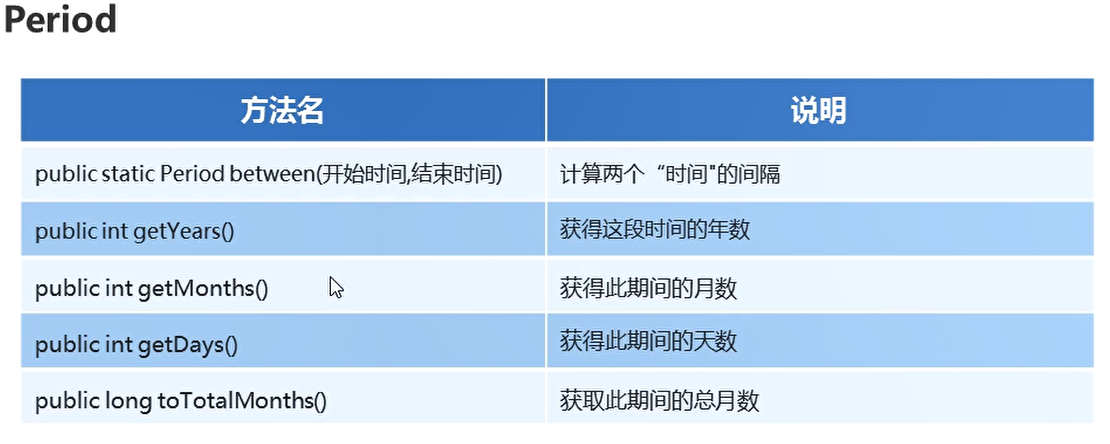 Period
方法名 说明
public static Period between(开始时间,结束时间) 计算两个“时间"的间隔
public int getYears() 获得这段时间的年数
public int getMonths() 获得此期间的月数
public int getDays() 获得此期间的天数
public long toTotalMonths() 获取此期间的总月数